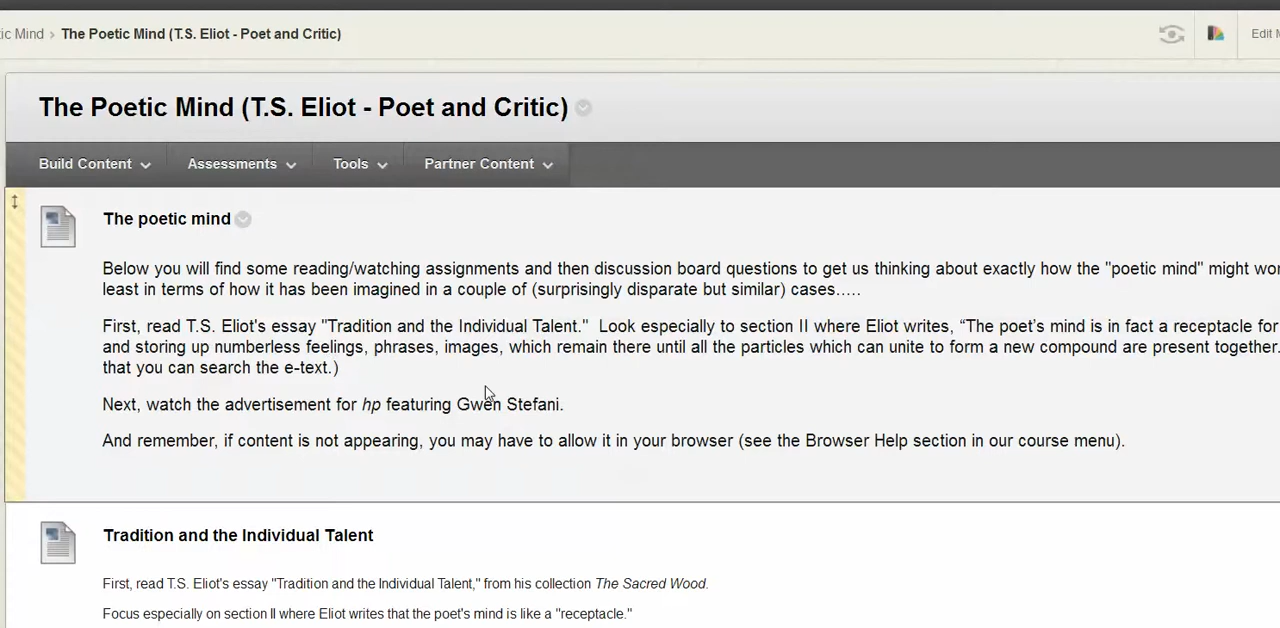 ic Mind > The Poetic Mind (T.S. Eliot - Poet and Critic)
Edit M
The Poetic Mind (T.S. Eliot - Poet and Critic)
Build Content Assessments Tools Partner Content
The poetic mind
Below you will find some reading/watching assignments and then discussion board questions to get us thinking about exactly how the "poetic mind" might wor
least in terms of how it has been imagined in a couple of (surprisingly disparate but similar) cases.....
First, read T.S. Eliot's essay "Tradition and the Individual Talent." Look especially to section II where Eliot writes, “The poet’s mind is in fact a receptacle for
and storing up numberless feelings, phrases, images, which remain there until all the particles which can unite to form a new compound are present together.
that you can search the e-text.)
Next, watch the advertisement for hp featuring Gwen Stefani.
And remember, if content is not appearing, you may have to allow it in your browser (see the Browser Help section in our course menu).
Tradition and the Individual Talent
First, read T.S. Eliot's essay "Tradition and the Individual Talent," from his collection The Sacred Wood.
Focus especially on section II where Eliot writes that the poet's mind is like a "receptacle."